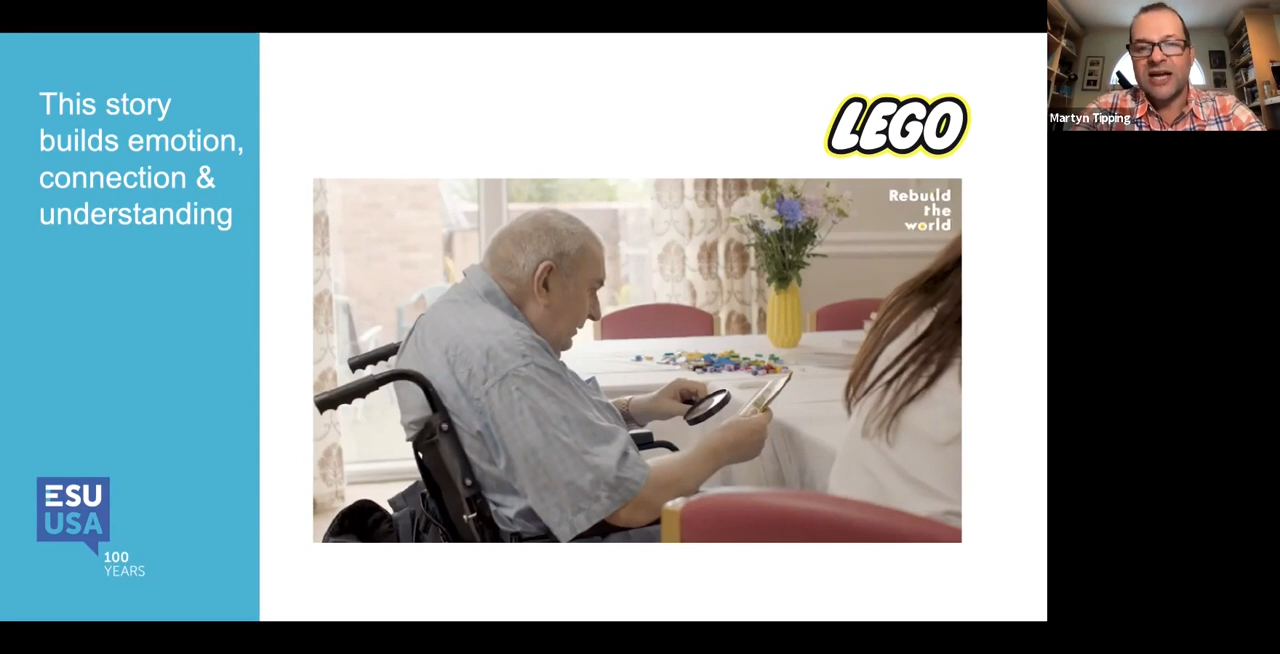 This story
builds emotion,
connection &
understanding
LEGO
Rebuild
the
world
ESU
USA
100
YEARS
Martyn Tipping